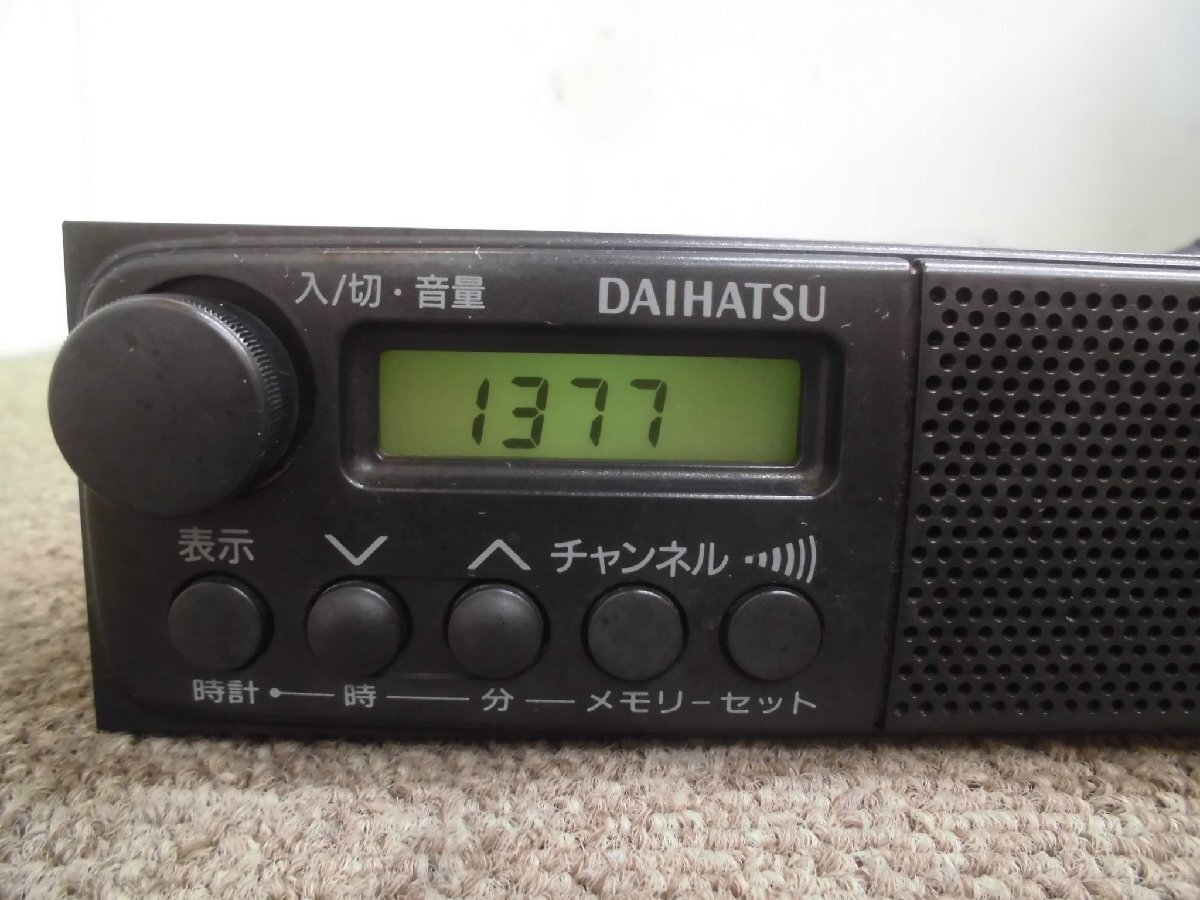 入/切・音量 DAIHATSU
1377
表示 チャンネル
時計 時 分 メモリーセット